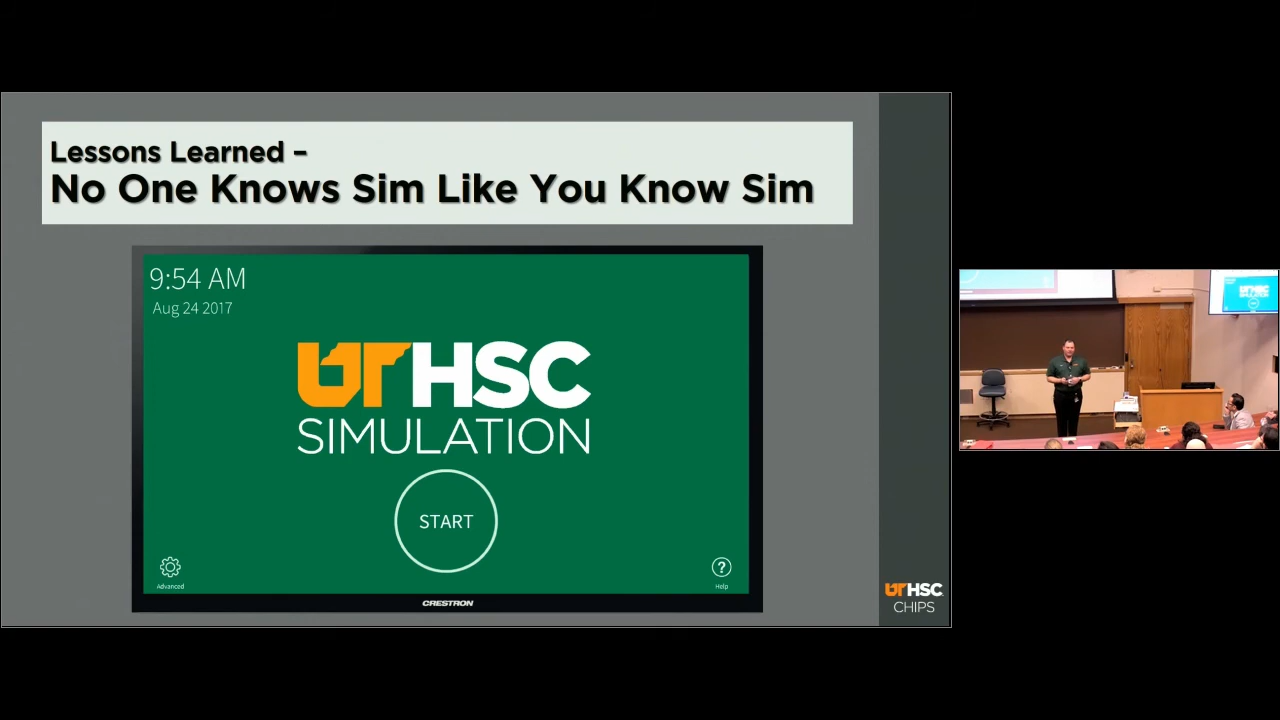 Lessons Learned –
No One Knows Sim Like You Know Sim
9:54 AM
Aug 24 2017
UTHSC
SIMULATION
START
Advanced
Help
CRESTRON
UTHSC
CHIPS